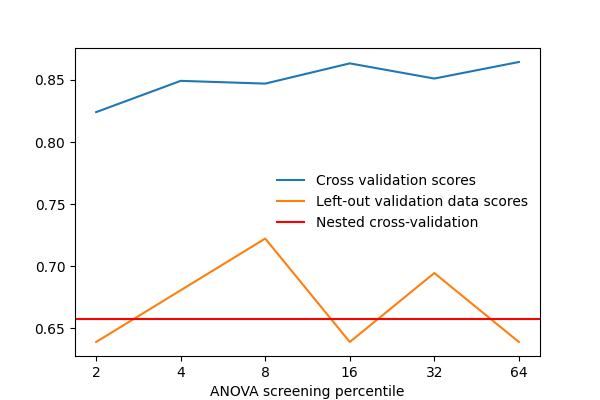 0.85
0.80
0.75
0.70
0.65
Cross validation scores
Left-out validation data scores
Nested cross-validation
2 4 8 16 32 64
ANOVA screening percentile